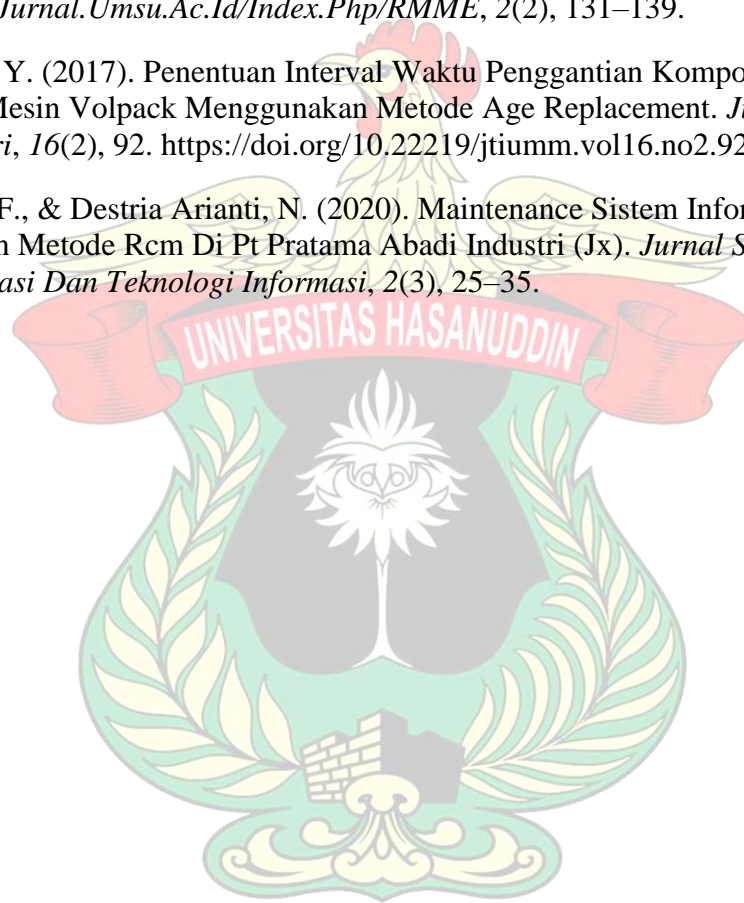 Jurnal.Umsu.Ac.Id/Index.Php/RMME, 2(2), 131–139.
Y. (2017). Penentuan Interval Waktu Penggantian Kompo
Mesin Volpack Menggunakan Metode Age Replacement. Ju
ri, 16(2), 92. https://doi.org/10.22219/jtiumm.vol16.no2.92
F., & Destria Arianti, N. (2020). Maintenance Sistem Infor
n Metode Rcm Di Pt Pratama Abadi Industri (Jx). Jurnal S
asi Dan Teknologi Informasi, 2(3), 25–35.
UNIVERSITAS HASANUDDIN